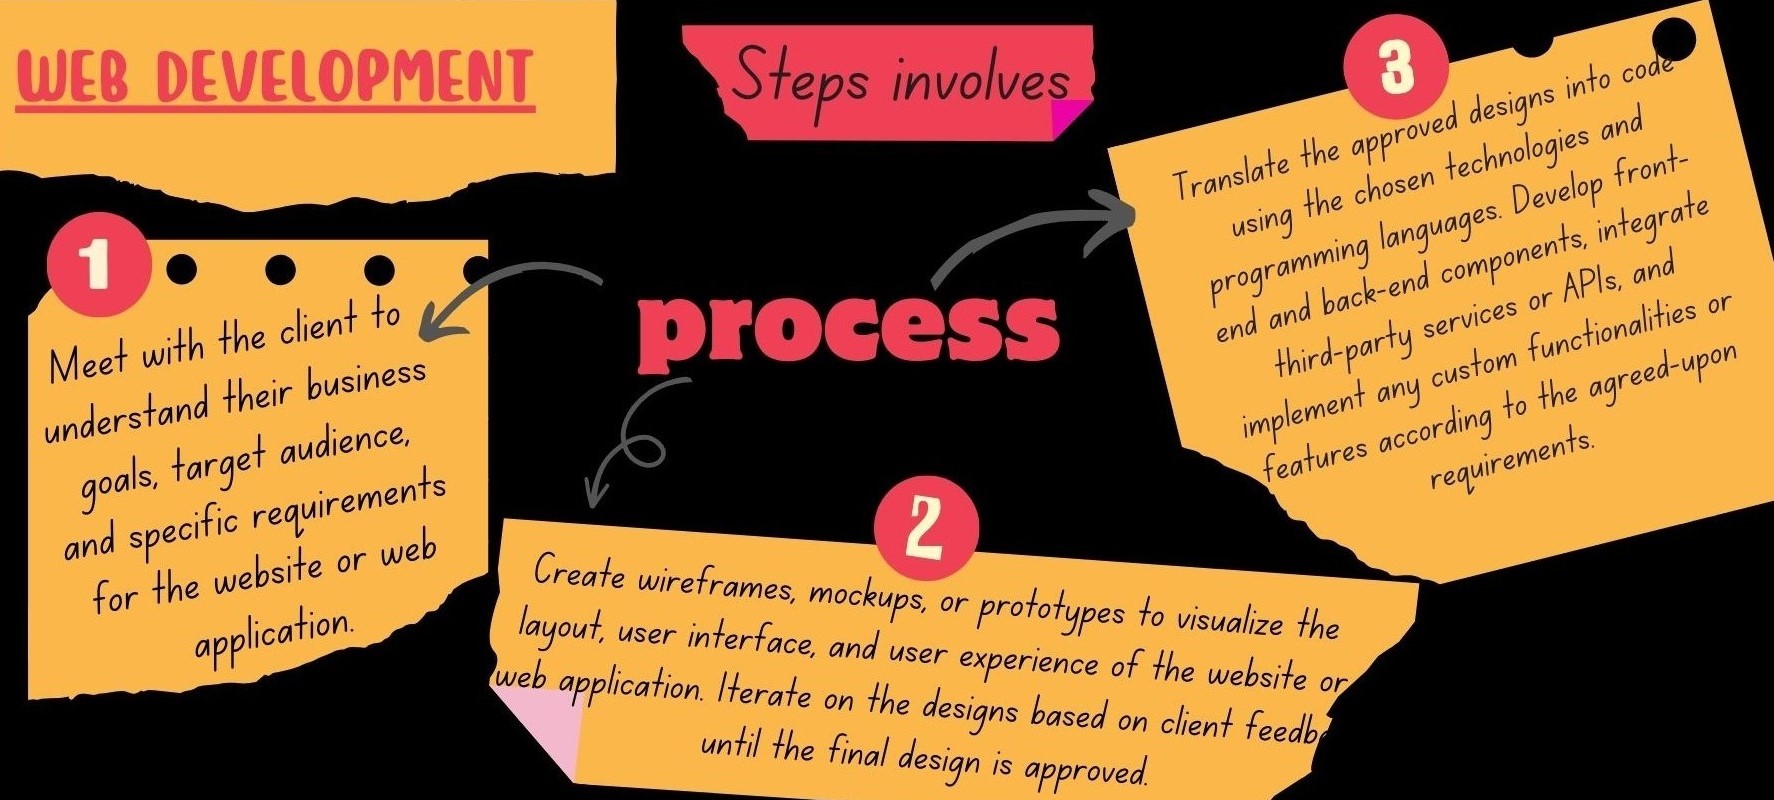 WEB DEVELOPMENT
Steps involves
process
1
Meet with the client to
understand their business
goals, target audience,
and specific requirements
for the website or web
application.
2
Create wireframes, mockups, or prototypes to visualize the
layout, user interface, and user experience of the website or
web application. Iterate on the designs based on client
until the final design is approved.
3
Translate the approved designs into code
using the chosen technologies and
programming languages. Develop front-
end and back-end components, integrate
third-party services or APIs, and
implement any custom functionalities or
features according to the agreed-upon
requirements.